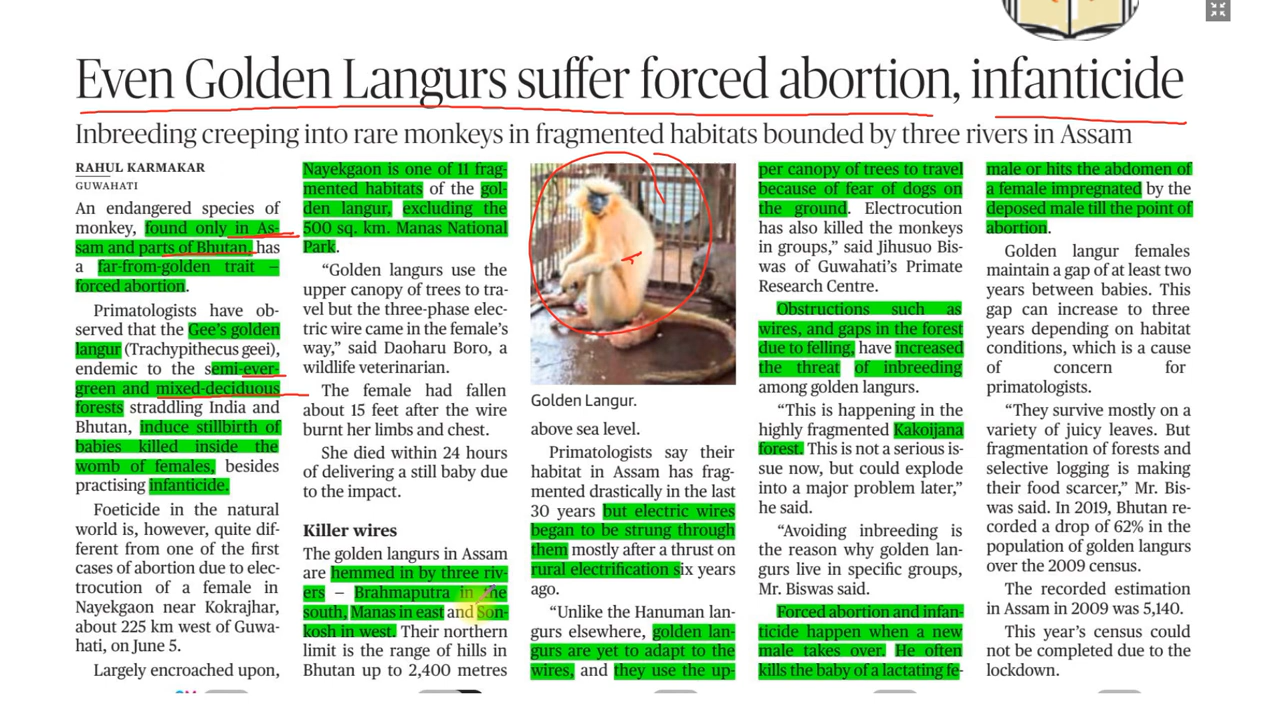 Even Golden Langurs suffer forced abortion, infanticide
Inbreeding creeping into rare monkeys in fragmented habitats bounded by three rivers in Assam
RAHUL KARMAKAR
GUWAHATI
An endangered species of
monkey, found only in As-
sam and parts of Bhutan, has
a far-from-golden trait –
forced abortion.
Primatologists have ob-
served that the Gee's golden
langur (Trachypithecus geei),
endemic to the semi-ever-
green and mixed-deciduous
forests straddling India and
Bhutan, induce stillbirth of
babies killed inside the
womb of females, besides
practising infanticide.
Foeticide in the natural
world is, however, quite dif-
ferent from one of the first
cases of abortion due to elec-
trocution of a female in
Nayekgaon near Kokrajhar,
about 225 km west of Guwa-
hati, on June 5.
Largely encroached upon,
Nayekgaon is one of 11 frag-
mented habitats of the gol-
den langur, excluding the
500 sq. km. Manas National
Park.
“Golden langurs use the
upper canopy of trees to tra-
vel but the three-phase elec-
tric wire came in the female's
way,” said Daoharu Boro, a
wildlife veterinarian.
The female had fallen
about 15 feet after the wire
burnt her limbs and chest.
She died within 24 hours
of delivering a still baby due
to the impact.
Killer wires
The golden langurs in Assam
are hemmed in by three riv-
ers – Brahmaputra in the
south, Manas in east and Son-
kosh in west. Their northern
limit is the range of hills in
Bhutan up to 2,400 metres
Golden Langur.
above sea level.
Primatologists say their
habitat in Assam has frag-
mented drastically in the last
30 years but electric wires
began to be strung through
them mostly after a thrust on
rural electrification six years
ago.
“Unlike the Hanuman lan-
gurs elsewhere, golden lan-
gurs are yet to adapt to the
wires, and they use the up-
per canopy of trees to travel
because of fear of dogs on
the ground. Electrocution
has also killed the monkeys
in groups,” said Jihusuo Bis-
was of Guwahati's Primate
Research Centre.
Obstructions such as
wires, and gaps in the forest
due to felling, have increased
the threat of inbreeding
among golden langurs.
“This is happening in the
highly fragmented Kakoijana
forest. This is not a serious is-
sue now, but could explode
into a major problem later,”
he said.
“Avoiding inbreeding is
the reason why golden lan-
gurs live in specific groups,
Mr. Biswas said.
Forced abortion and infan-
ticide happen when a new
male takes over. He often
kills the baby of a lactating fe-
male or hits the abdomen of
a female impregnated by the
deposed male till the point of
abortion.
Golden langur females
maintain a gap of at least two
years between babies. This
gap can increase to three
years depending on habitat
conditions, which is a cause
of concern for
primatologists.
“They survive mostly on a
variety of juicy leaves. But
fragmentation of forests and
selective logging is making
their food scarcer,” Mr. Bis-
was said. In 2019, Bhutan re-
corded a drop of 62% in the
population of golden langurs
over the 2009 census.
The recorded estimation
in Assam in 2009 was 5,140.
This year's census could
not be completed due to the
lockdown.